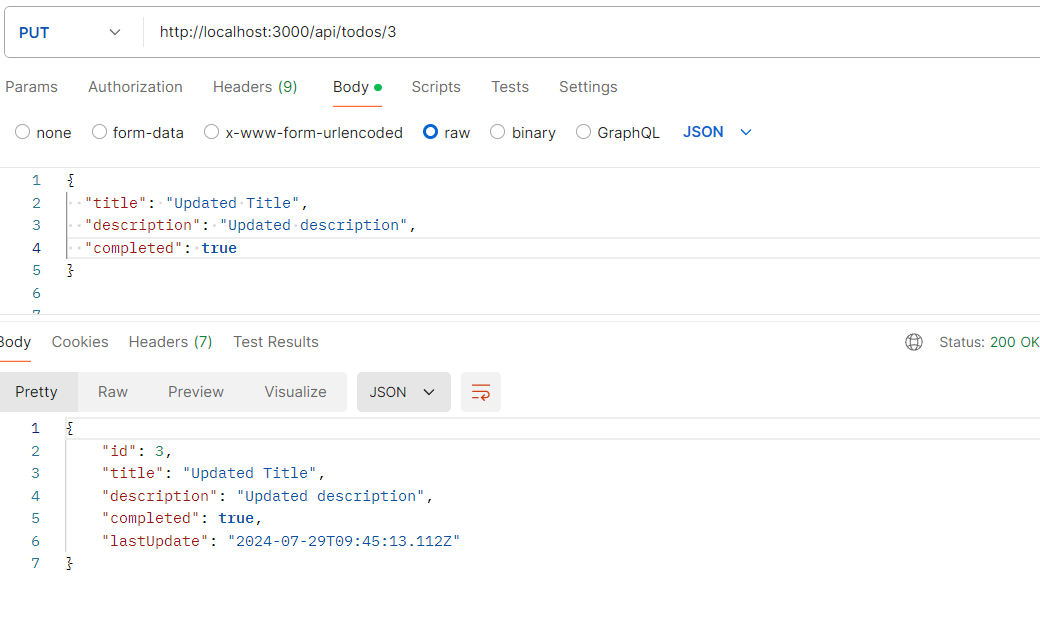 PUT http://localhost:3000/api/todos/3
Params Authorization Headers (9) Body Scripts Tests Settings
none form-data x-www-form-urlencoded raw binary GraphQL JSON
1 {
2 "title": "Updated Title",
3 "description": "Updated description",
4 "completed": true
5 }
6
7
Body Cookies Headers (7) Test Results Status: 200 OK
Pretty Raw Preview Visualize JSON
1 {
2 "id": 3,
3 "title": "Updated Title",
4 "description": "Updated description",
5 "completed": true,
6 "lastUpdate": "2024-07-29T09:45:13.112Z"
7 }